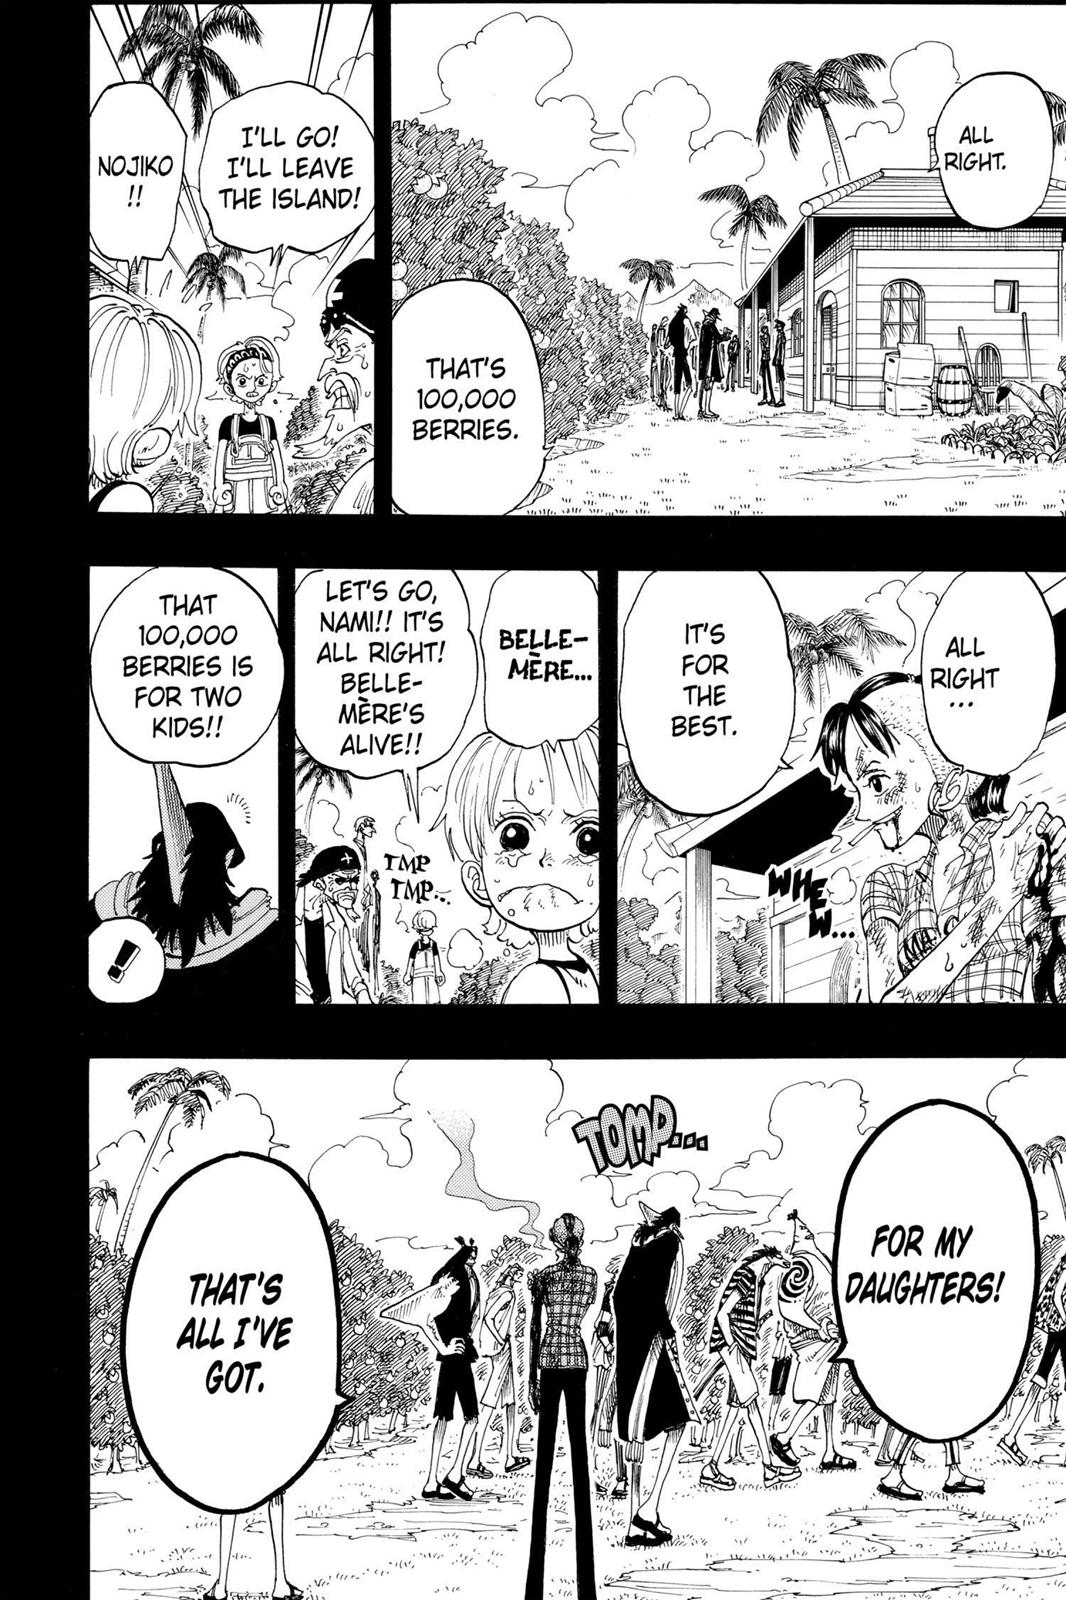 ALL
RIGHT.
THAT'S
100,000
BERRIES.
I'LL GO!
I'LL LEAVE
THE ISLAND!
NOJIKO
!!
ALL
RIGHT
...
IT'S
FOR
THE
BEST.
WHE
W...
BELLE-
MÈRE...
LET'S GO,
NAMI!! IT'S
ALL RIGHT!
BELLE-
MÈRE'S
ALIVE!!
TMP
TMP...
THAT
100,000
BERRIES IS
FOR TWO
KIDS!!
!
FOR MY
DAUGHTERS!
TOMP...
THAT'S
ALL I'VE
GOT.